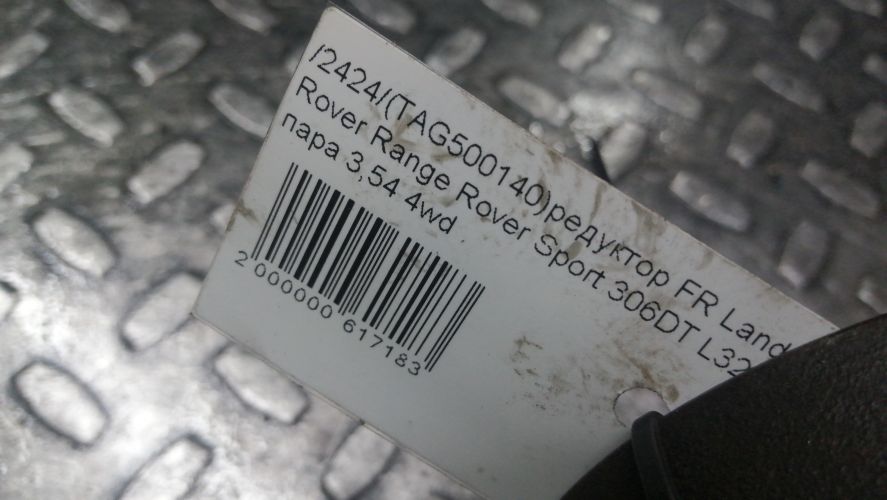 /2424/(TAG500140)редуктор FR Land
Rover Range Rover Sport 306DT L32
пара 3,54 4wd
2 000000 617183